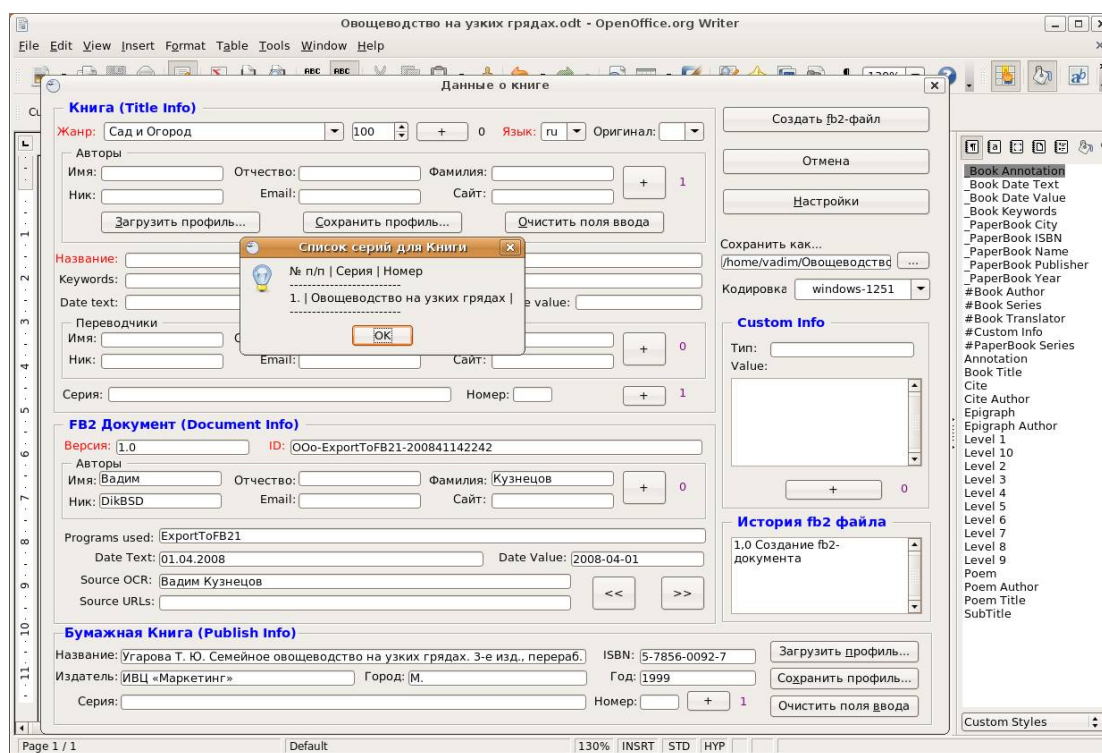 Овощеводство на узких грядах.odt - OpenOffice.org Writer
File Edit View Insert Format Table Tools Window Help
Данные о книге
Книга (Title Info)
Жанр: Сад и Огород 100 + 0 Язык: ru Оригинал:
Авторы
Имя: Отчество: Фамилия: + 1
Ник: Email: Сайт:
Загрузить профиль... Сохранить профиль... Очистить поля ввода
Название:
Keywords:
Date text: e value:
Переводчики
Имя: + 0
Ник: Email: Сайт:
Серия: Номер: + 1
Список серий для Книги
№ п/п | Серия | Номер
-------------------------
1. | Овощеводство на узких грядах |
-------------------------
OK
FB2 Документ (Document Info)
Версия: 1.0 ID: OOo-ExportToFB21-200841142242
Авторы
Имя: Вадим Отчество: Фамилия: Кузнецов + 0
Ник: DikBSD Email: Сайт:
Programs used: ExportToFB21
Date Text: 01.04.2008 Date Value: 2008-04-01
Source OCR: Вадим Кузнецов << >>
Source URLs:
Бумажная Книга (Publish Info)
Название: Угарова Т. Ю. Семейное овощеводство на узких грядах. 3-е изд., перераб. ISBN: 5-7856-0092-7 Загрузить профиль...
Издатель: ИВЦ «Маркетинг» Город: М. Год: 1999 Сохранить профиль...
Серия: Номер: + 1 Очистить поля ввода
Создать fb2-файл
Отмена
Настройки
Сохранить как...
/home/vadim/Овощеводство ...
Кодировка windows-1251
Custom Info
Тип:
Value:
+ 0
История fb2 файла
1,0 Создание fb2-
документа
_Book Annotation
_Book Date Text
_Book Date Value
_Book Keywords
_PaperBook City
_PaperBook ISBN
_PaperBook Name
_PaperBook Publisher
_PaperBook Year
#Book Author
#Book Series
#Book Translator
#Custom Info
#PaperBook Series
Annotation
Book Title
Cite
Cite Author
Epigraph
Epigraph Author
Level 1
Level 10
Level 2
Level 3
Level 4
Level 5
Level 6
Level 7
Level 8
Level 9
Poem
Poem Author
Poem Title
SubTitle
Custom Styles
Page 1 / 1 Default 130% INSRT STD HYP